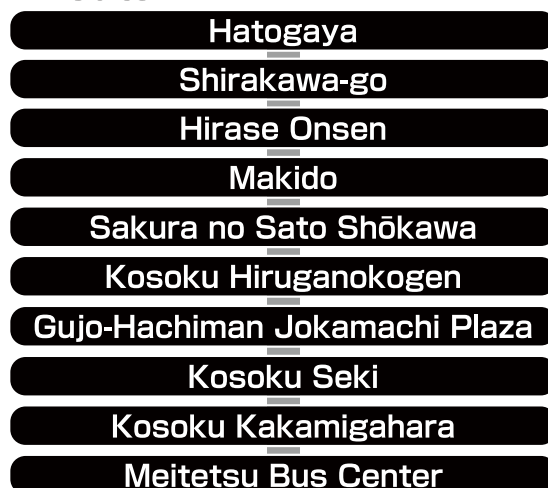 Hatogaya
Shirakawa-go
Hirase Onsen
Makido
Sakura no Sato Shōkawa
Kosoku Hiruganokogen
Gujo-Hachiman Jokamachi Plaza
Kosoku Seki
Kosoku Kakamigahara
Meitetsu Bus Center